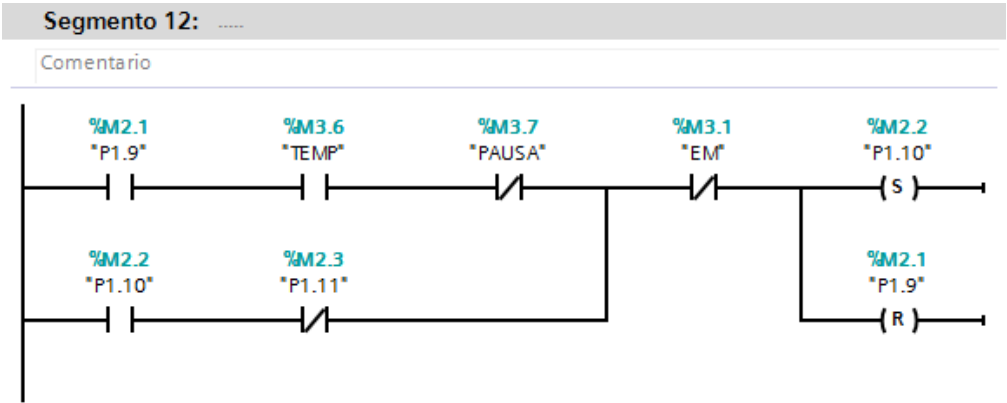 Segmento 12: .....
Comentario
%M2.1 %M3.6 %M3.7 %M3.1 %M2.2
"P1.9" "TEMP" "PAUSA" "EM" "P1.10"
S
%M2.2 %M2.3 %M2.1
"P1.10" "P1.11" "P1.9"
R